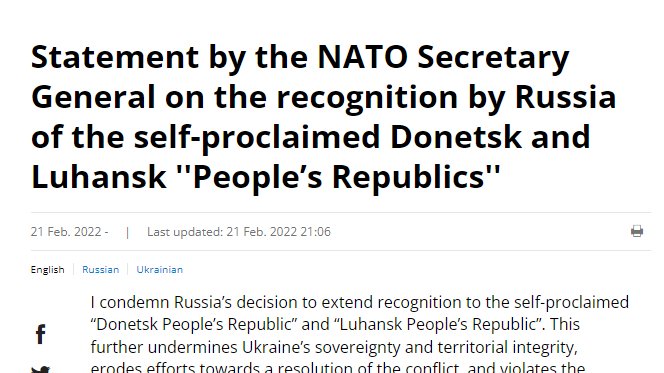 Statement by the NATO Secretary
General on the recognition by Russia
of the self-proclaimed Donetsk and
Luhansk ''People’s Republics''
21 Feb. 2022 - | Last updated: 21 Feb. 2022 21:06
English | Russian | Ukrainian
I condemn Russia’s decision to extend recognition to the self-proclaimed
“Donetsk People’s Republic” and “Luhansk People’s Republic”. This
further undermines Ukraine’s sovereignty and territorial integrity,
erodes efforts towards a resolution of the conflict, and violates the